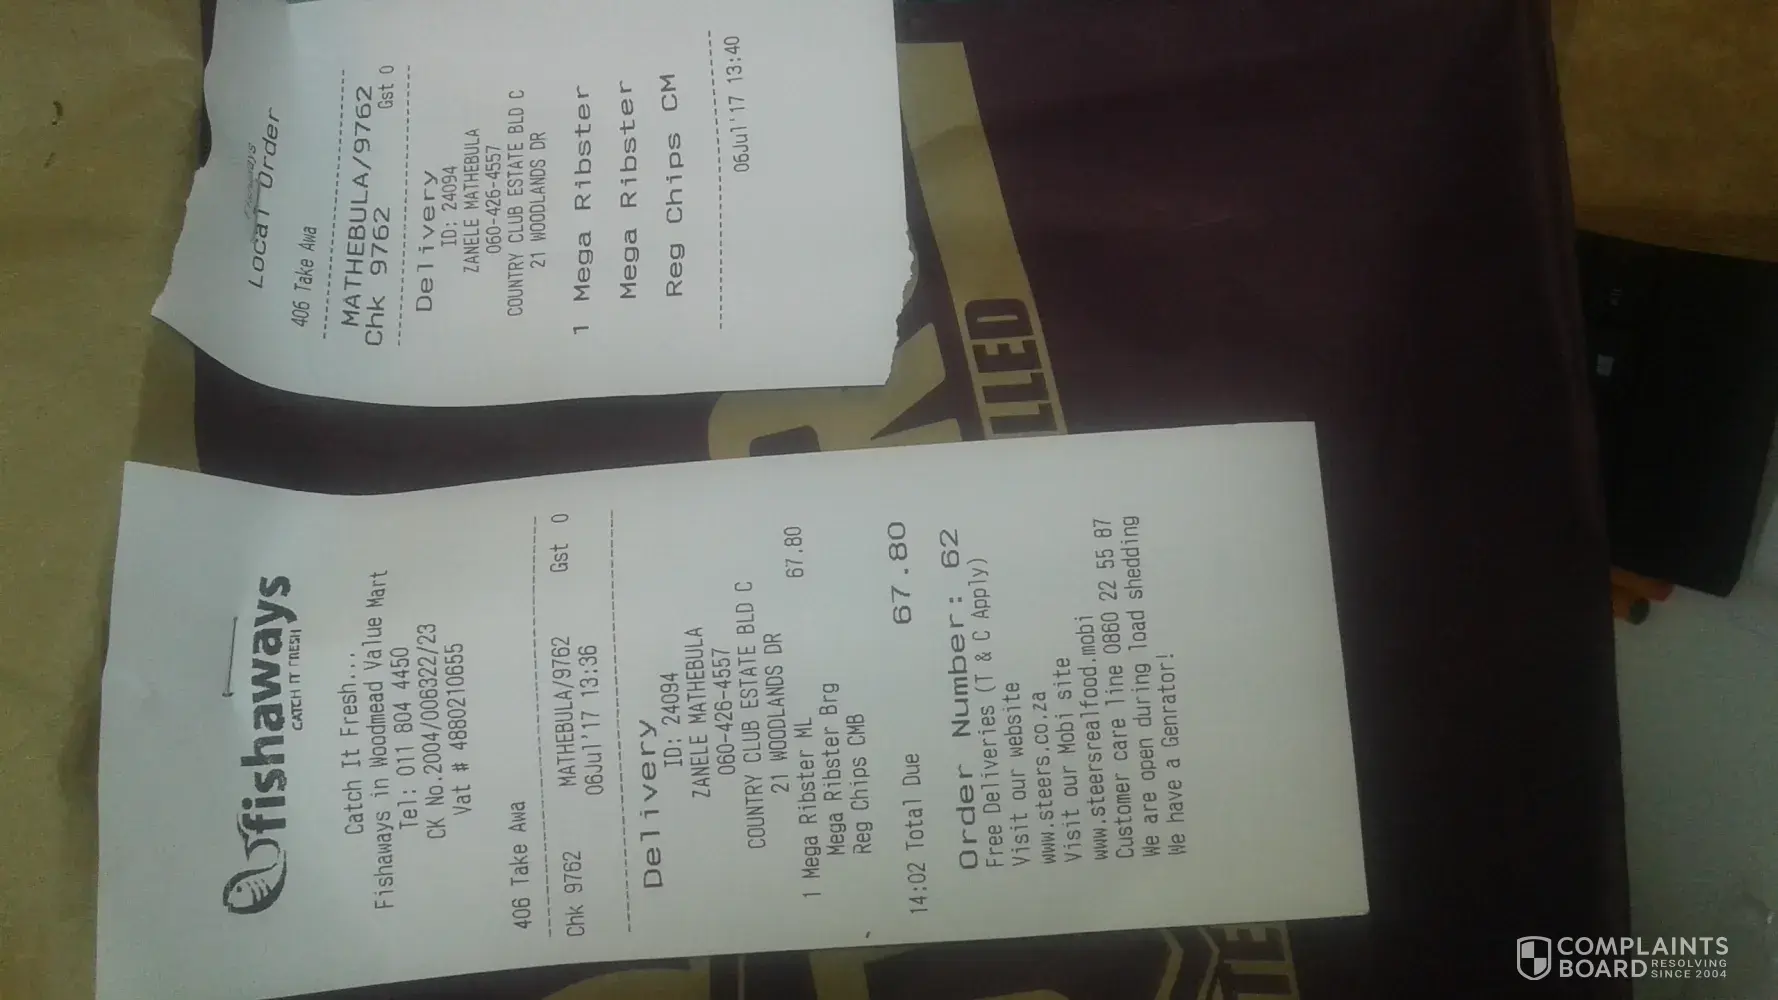 Local Order
406 Take Awa
MATHEBULA/9762
Chk 9762 Gst 0
Delivery
ID: 24094
ZANELE MATHEBULA
060-426-4557
COUNTRY CLUB ESTATE BLD C
21 WOODLANDS DR
1 Mega Ribster
Mega Ribster
Reg Chips CM
06Jul'17 13:40
fishaways
CATCH IT FRESH
Catch It Fresh...
Fishaways in Woodmead Value Mart
Tel: 011 804 4450
CK No.2004/006322/23
Vat # 4880210655
406 Take Awa
Chk 9762 MATHEBULA/9762 Gst 0
06Jul'17 13:36
Delivery
ID: 24094
ZANELE MATHEBULA
060-426-4557
COUNTRY CLUB ESTATE BLD C
21 WOODLANDS DR
1 Mega Ribster ML 67.80
Mega Ribster Brg
Reg Chips CMB
14:02 Total Due 67.80
Order Number: 62
Free Deliveries (T & C Apply)
Visit our website
www.steers.co.za
Visit our Mobi site
www.steersrealfood.mobi
Customer care line 0860 22 55 87
We are open during load shedding
We have a Genrator!
LLED
COMPLAINTS
BOARD RESOLVING
SINCE 2004